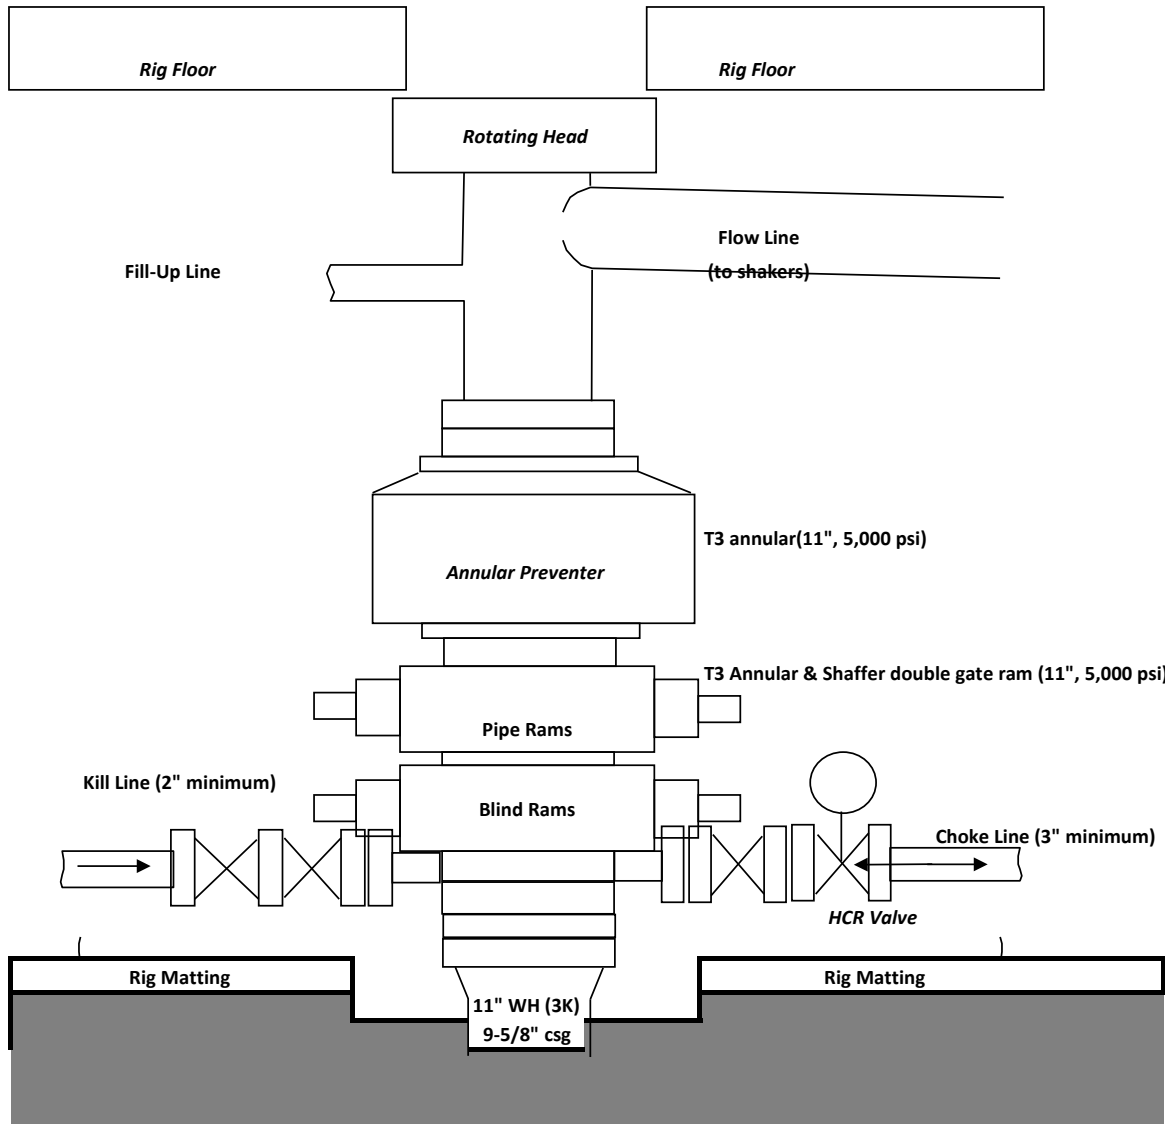 Rig Floor
Rig Floor
Rotating Head
Flow Line
(to shakers)
Fill-Up Line
T3 annular(11", 5,000 psi)
Annular Preventer
T3 Annular & Shaffer double gate ram (11", 5,000 psi)
Pipe Rams
Kill Line (2" minimum)
Blind Rams
Choke Line (3" minimum)
HCR Valve
Rig Matting
Rig Matting
11" WH (3K)
9-5/8" csg